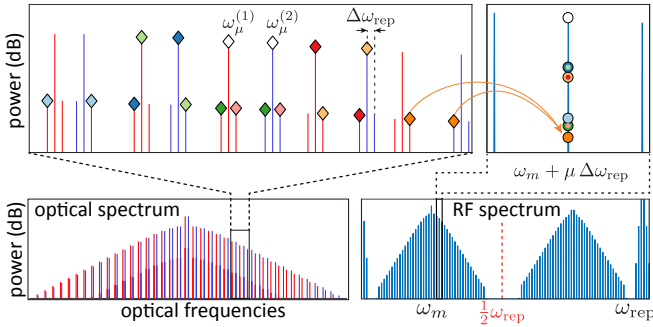 power (dB)
ω_μ^(1) ω_μ^(2) Δω_rep
ω_m + μ Δω_rep
power (dB)
optical spectrum
RF spectrum
optical frequencies
ω_m ½ω_rep ω_rep